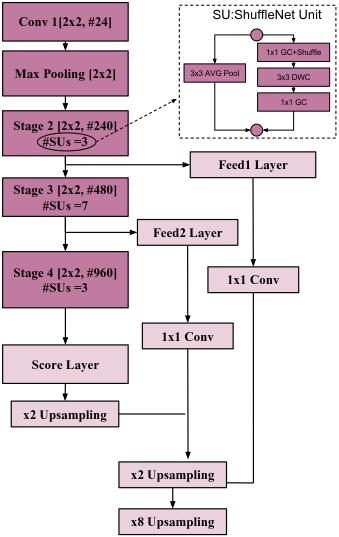 SU:ShuffleNet Unit
Conv 1[2x2, #24]
1x1 GC+Shuffle
Max Pooling [2x2]
3x3 AVG Pool
3x3 DWC
1x1 GC
Stage 2 [2x2, #240]
#SUs =3
Feed1 Layer
Stage 3 [2x2, #480]
#SUs =7
Feed2 Layer
Stage 4 [2x2, #960]
#SUs =3
1x1 Conv
1x1 Conv
Score Layer
x2 Upsampling
x2 Upsampling
x8 Upsampling